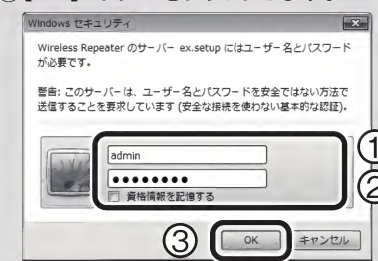 Windows セキュリティ
Wireless Repeater のサーバー ex.setup にはユーザー名とパスワード
が必要です。
警告: このサーバーは、ユーザー名とパスワードを安全ではない方法で
送信することを要求しています (安全な接続を使わない基本的な認証)。
admin
●●●●●●●●
資格情報を記憶する
①
②
③
OK
キャンセル